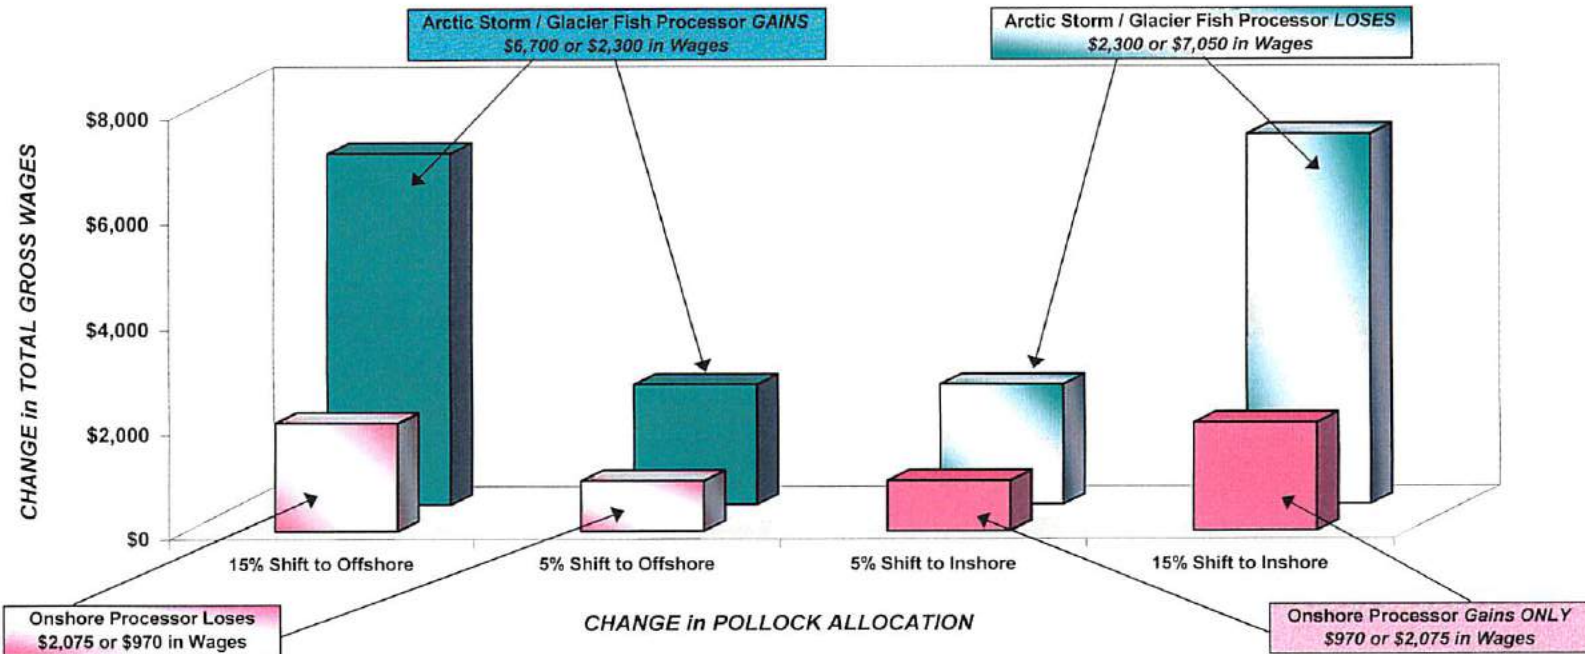 Arctic Storm / Glacier Fish Processor GAINS
$6,700 or $2,300 in Wages
Arctic Storm / Glacier Fish Processor LOSES
$2,300 or $7,050 in Wages
CHANGE in TOTAL GROSS WAGES
$8,000
$6,000
$4,000
$2,000
$0
15% Shift to Offshore
5% Shift to Offshore
5% Shift to Inshore
15% Shift to Inshore
CHANGE in POLLOCK ALLOCATION
Onshore Processor Loses
$2,075 or $970 in Wages
Onshore Processor Gains ONLY
$970 or $2,075 in Wages